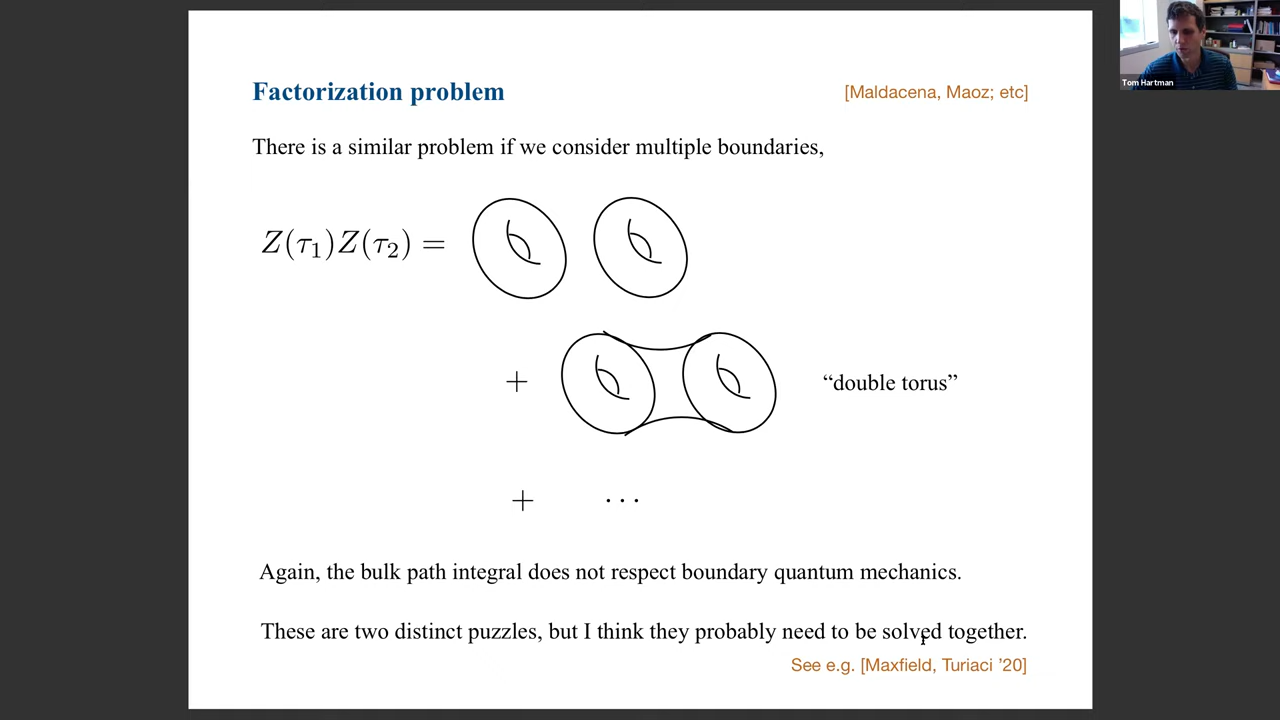 Factorization problem
[Maldacena, Maoz; etc]
There is a similar problem if we consider multiple boundaries,
Z(τ₁)Z(τ₂) =
+
“double torus”
+ ···
Again, the bulk path integral does not respect boundary quantum mechanics.
These are two distinct puzzles, but I think they probably need to be solved together.
See e.g. [Maxfield, Turiaci ’20]
Tom Hartman